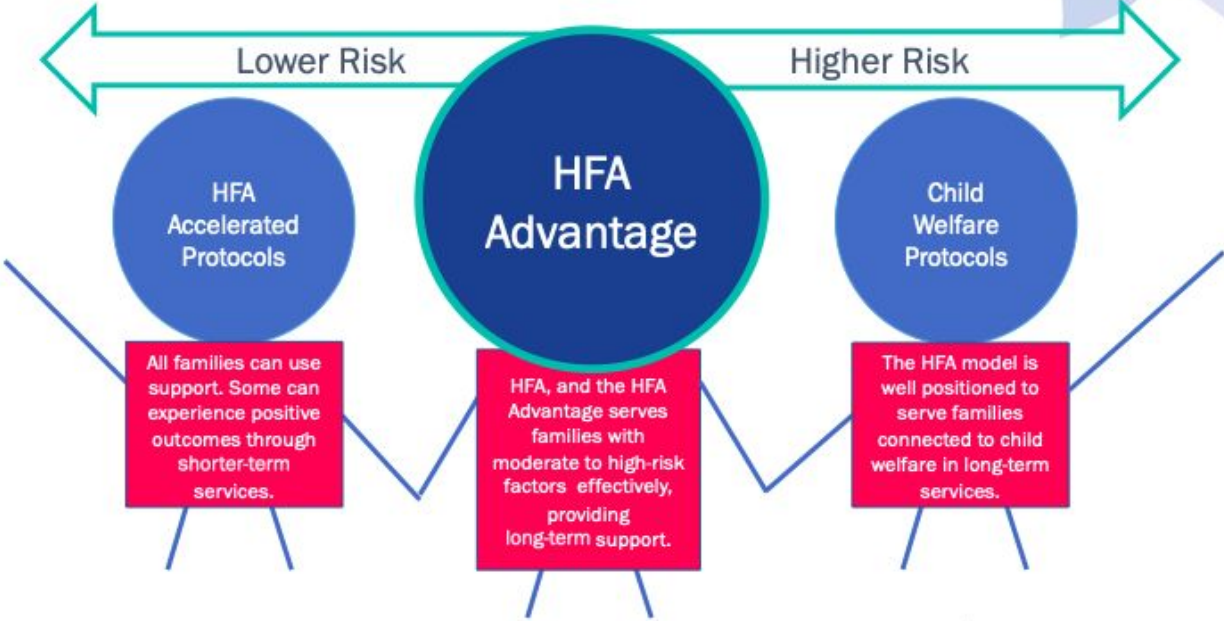 Lower Risk
Higher Risk
HFA
Accelerated
Protocols
HFA
Advantage
Child
Welfare
Protocols
All families can use
support. Some can
experience positive
outcomes through
shorter-term
services.
HFA, and the HFA
Advantage serves
families with
moderate to high-risk
factors effectively,
providing
long-term support.
The HFA model is
well positioned to
serve families
connected to child
welfare in long-term
services.